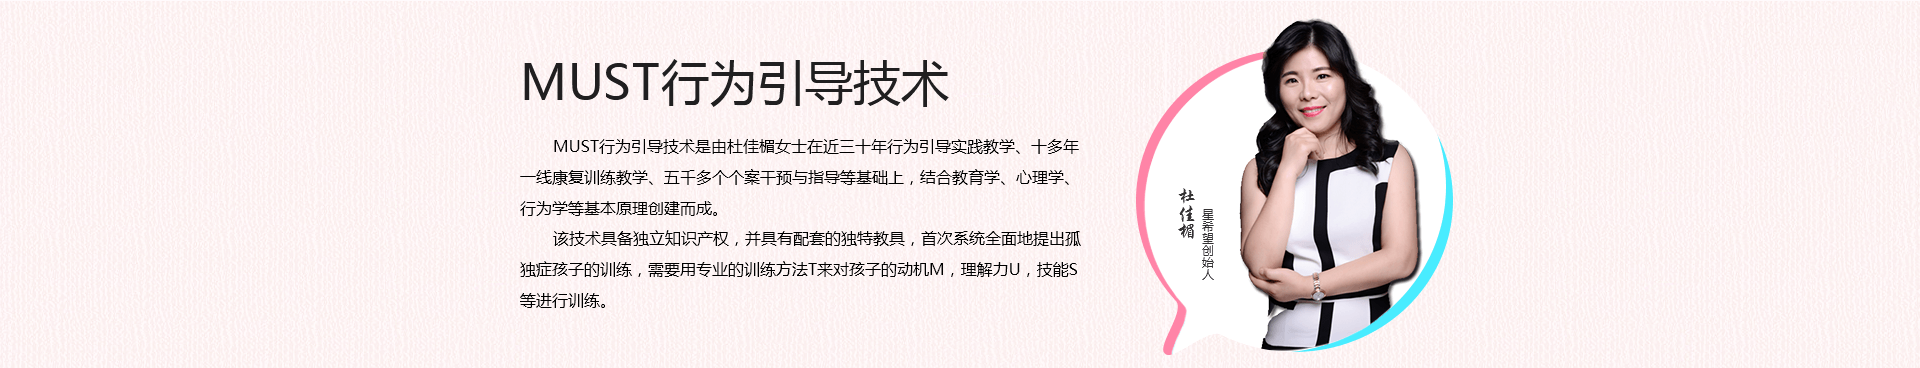 MUST行为引导技术
MUST行为引导技术是由杜佳楣女士在近三十年行为引导实践教学、十多年
一线康复训练教学、五千多个个案干预与指导等基础上，结合教育学、心理学、
行为学等基本原理创建而成。
该技术具备独立知识产权，并具有配套的独特教具，首次系统全面地提出孤
独症孩子的训练，需要用专业的训练方法T来对孩子的动机M，理解力U，技能S
等进行训练。
杜佳楣
星希望创始人